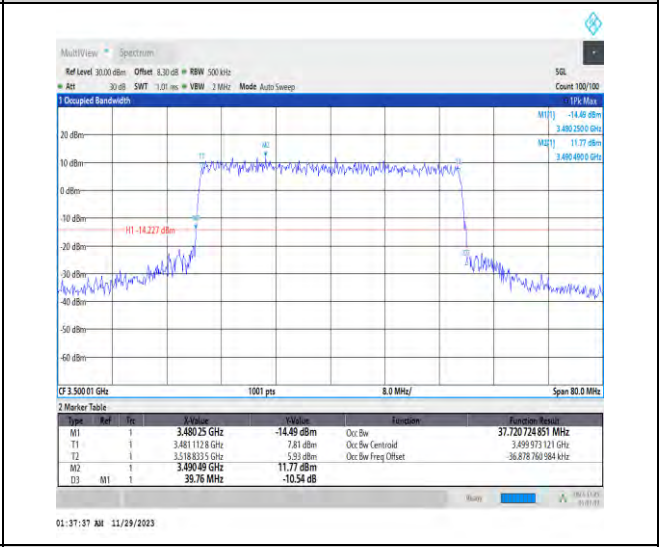 MultiView Spectrum
Ref Level 30.00 dBm Offset 8.30 dB RBW 500 kHz SGL
Att 30 dB SWT 1.01 ms VBW 2 MHz Mode Auto Sweep Count 100/100
1 Occupied Bandwidth 1Pk Max
M1[1] -14.49 dBm
3.480 250 0 GHz
M2[1] 11.77 dBm
3.490 490 0 GHz
20 dBm
M2
T1
10 dBm
0 dBm
-10 dBm
H1 -14.227 dBm
-20 dBm
-30 dBm
-40 dBm
-50 dBm
-60 dBm
CF 3.500 01 GHz 1001 pts 8.0 MHz/ Span 80.0 MHz
2 Marker Table
Type Ref Trc X-Value Y-Value Function Function Result
M1 1 3.480 25 GHz -14.49 dBm Occ Bw 37.720 724 851 MHz
T1 1 3.481 112 8 GHz 7.81 dBm Occ Bw Centroid 3.499 973 121 GHz
T2 1 3.518 833 5 GHz 5.93 dBm Occ Bw Freq Offset -36.878 760 984 kHz
M2 1 3.490 49 GHz 11.77 dBm
D3 M1 1 39.76 MHz -10.54 dB
Ready
01:37:37 AM 11/29/2023